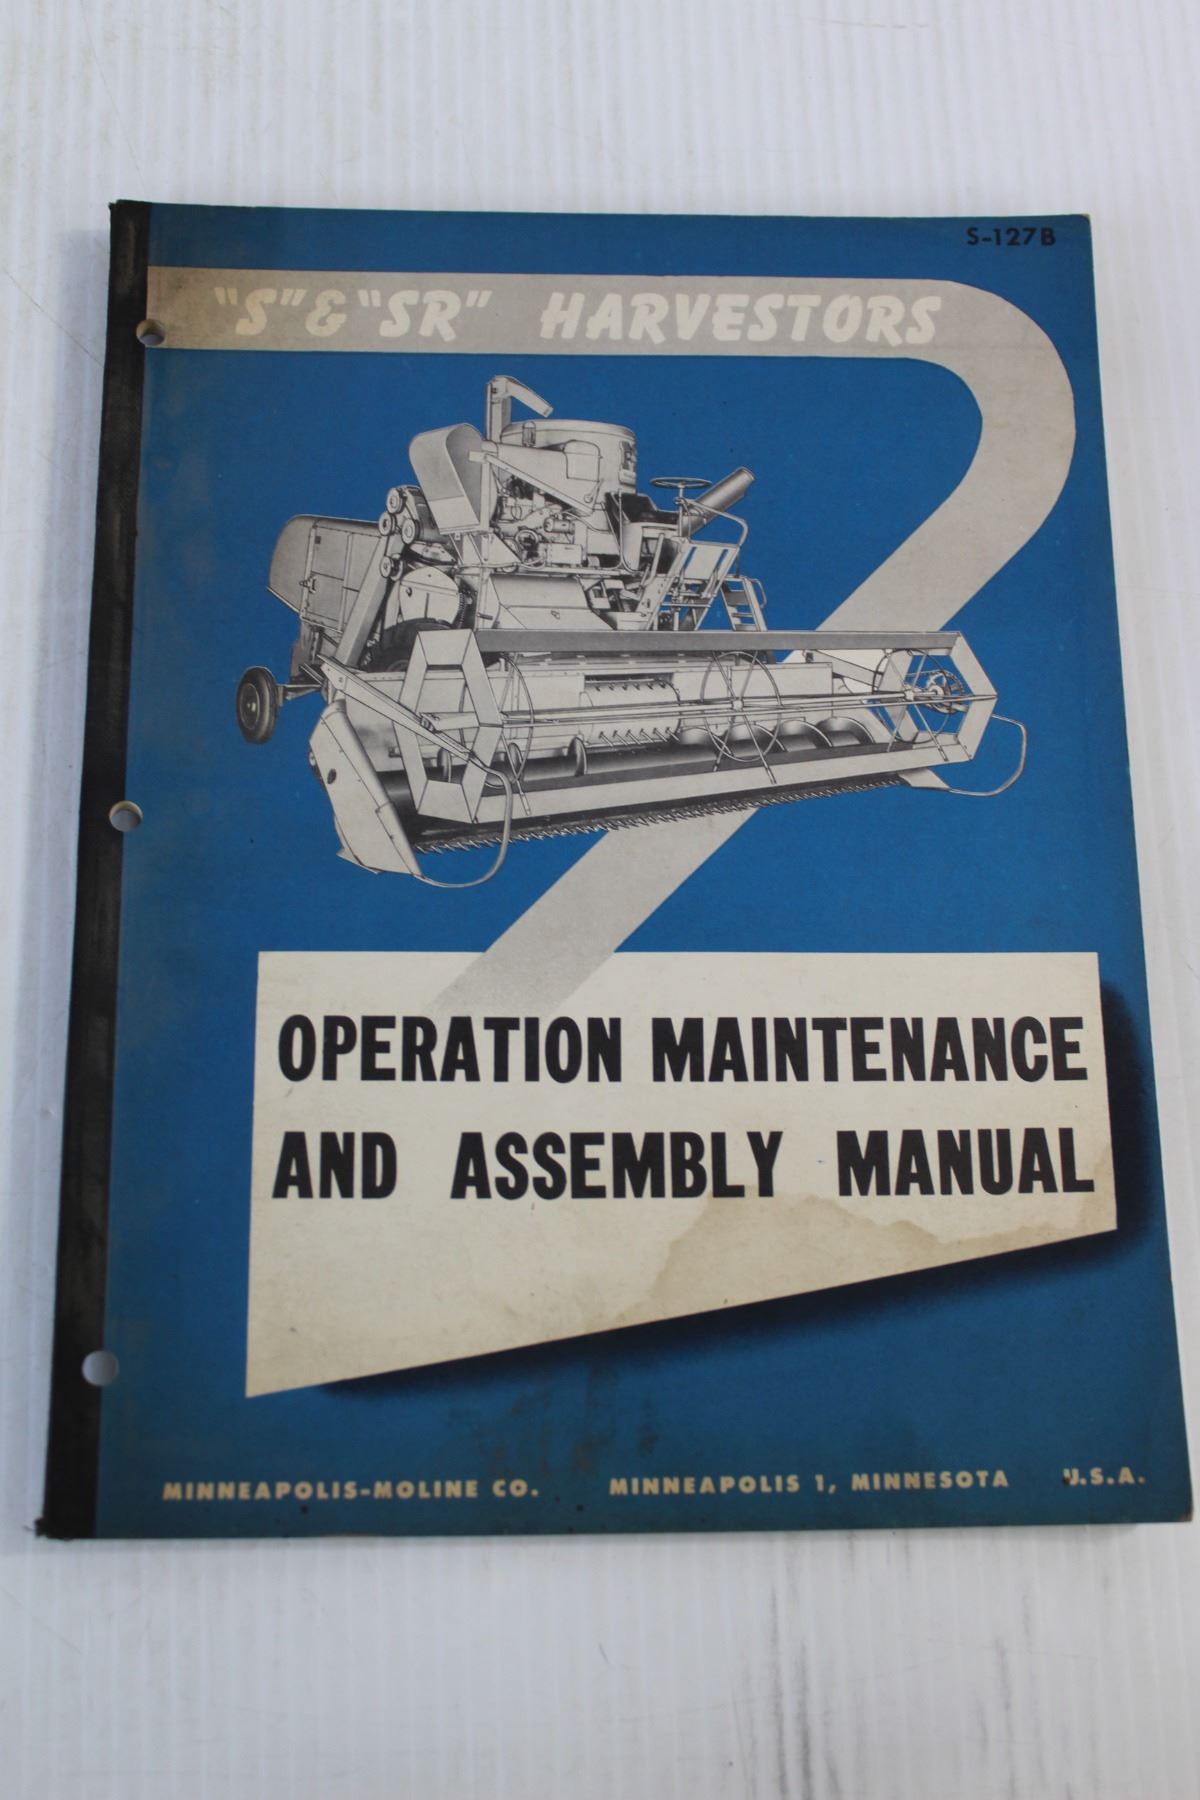 S-127B
"S" & "SR" HARVESTORS
OPERATION MAINTENANCE
AND ASSEMBLY MANUAL
MINNEAPOLIS-MOLINE CO. MINNEAPOLIS 1, MINNESOTA U.S.A.